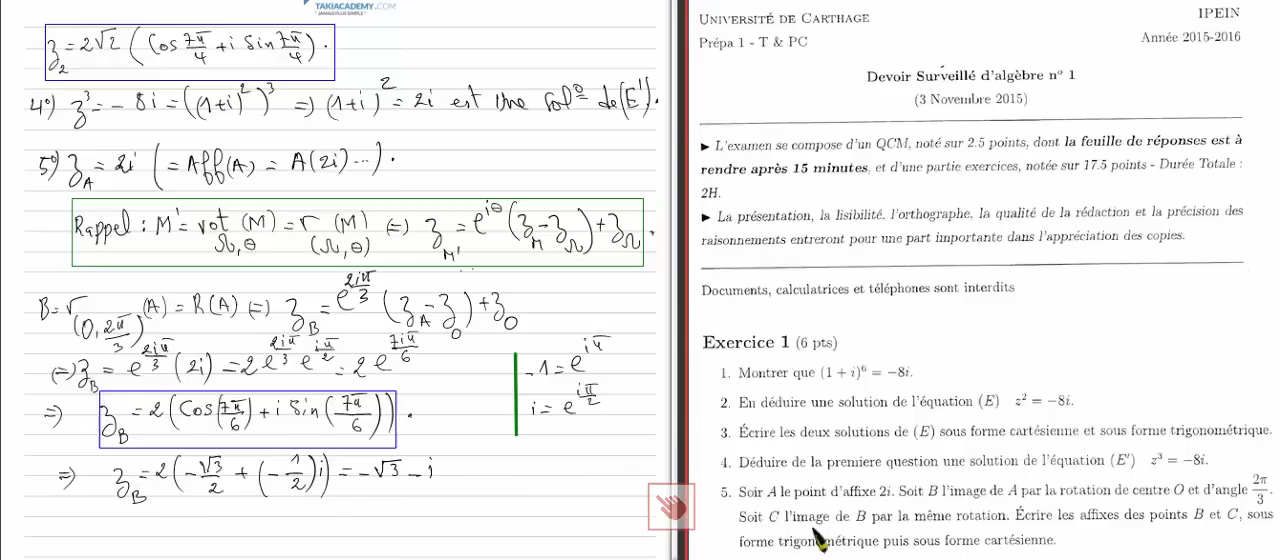 TAKIACADEMY.COM
"JAMAIS PLUS SIMPLE"
z₂ = 2√2 (Cos 7π/4 + i Sin 7π/4).
4°) z³ = - 8i = ((1+i)²)³ ⇒ (1+i)² = 2i est une solᵒ de (E').
5°) z_A = 2i (= Aff(A) = A(2i)...).
Rappel : M' = rot_{Ω,θ} (M) = r_{(Ω,θ)} (M) ⇔ z_{M'} = e^{iθ} (z_M - z_Ω) + z_Ω.
B = r_{(O, 2π/3)} (A) = R(A) ⇔ z_B = e^{2iπ/3} (z_A - z_O) + z_O
⇔ z_B = e^{2iπ/3} (2i) = 2 e^{2iπ/3} e^{iπ/2} = 2 e^{7iπ/6}
-1 = e^{iπ}
i = e^{iπ/2}
⇒ z_B = 2 (Cos(7π/6) + i Sin(7π/6)).
⇒ z_B = 2 (-√3/2 + (-1/2)i) = -√3 - i
UNIVERSITÉ DE CARTHAGE
IPEIN
Prépa 1 - T & PC
Année 2015-2016
Devoir Surveillé d'algèbre nº 1
(3 Novembre 2015)
► L'examen se compose d'un QCM, noté sur 2.5 points, dont la feuille de réponses est à
rendre après 15 minutes, et d'une partie exercices, notée sur 17.5 points - Durée Totale :
2H.
► La présentation, la lisibilité, l'orthographe, la qualité de la rédaction et la précision des
raisonnements entreront pour une part importante dans l'appréciation des copies.
Documents, calculatrices et téléphones sont interdits
Exercice 1 (6 pts)
1. Montrer que (1 + i)⁶ = -8i.
2. En déduire une solution de l'équation (E) z² = -8i.
3. Écrire les deux solutions de (E) sous forme cartésienne et sous forme trigonométrique.
4. Déduire de la premiere question une solution de l'équation (E') z³ = -8i.
5. Soir A le point d'affixe 2i. Soit B l'image de A par la rotation de centre O et d'angle 2π/3.
Soit C l'image de B par la même rotation. Écrire les affixes des points B et C, sous
forme trigonométrique puis sous forme cartésienne.